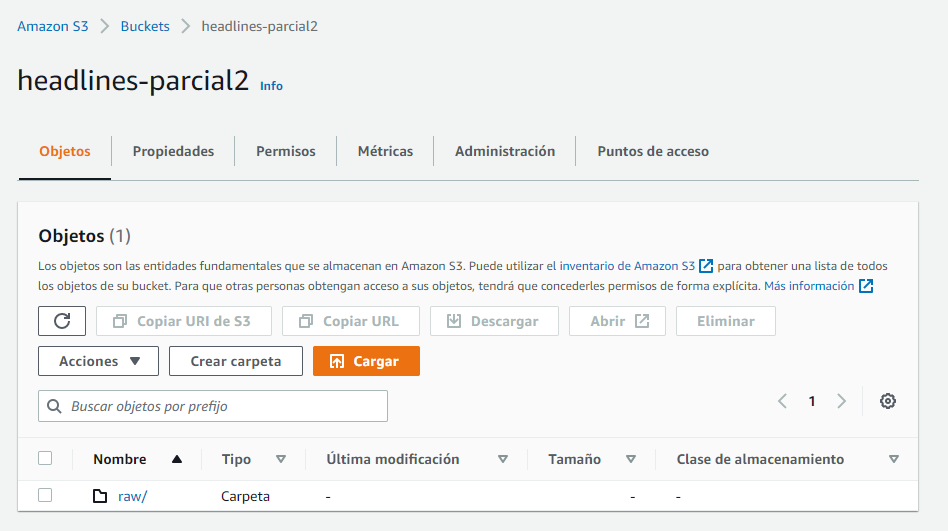 Amazon S3 > Buckets > headlines-parcial2
headlines-parcial2 Info
Objetos Propiedades Permisos Métricas Administración Puntos de acceso
Objetos (1)
Los objetos son las entidades fundamentales que se almacenan en Amazon S3. Puede utilizar el inventario de Amazon S3 para obtener una lista de todos
los objetos de su bucket. Para que otras personas obtengan acceso a sus objetos, tendrá que concederles permisos de forma explícita. Más información
Copiar URI de S3 Copiar URL Descargar Abrir Eliminar
Acciones Crear carpeta Cargar
Buscar objetos por prefijo 1
Nombre Tipo Última modificación Tamaño Clase de almacenamiento
raw/ Carpeta - - -